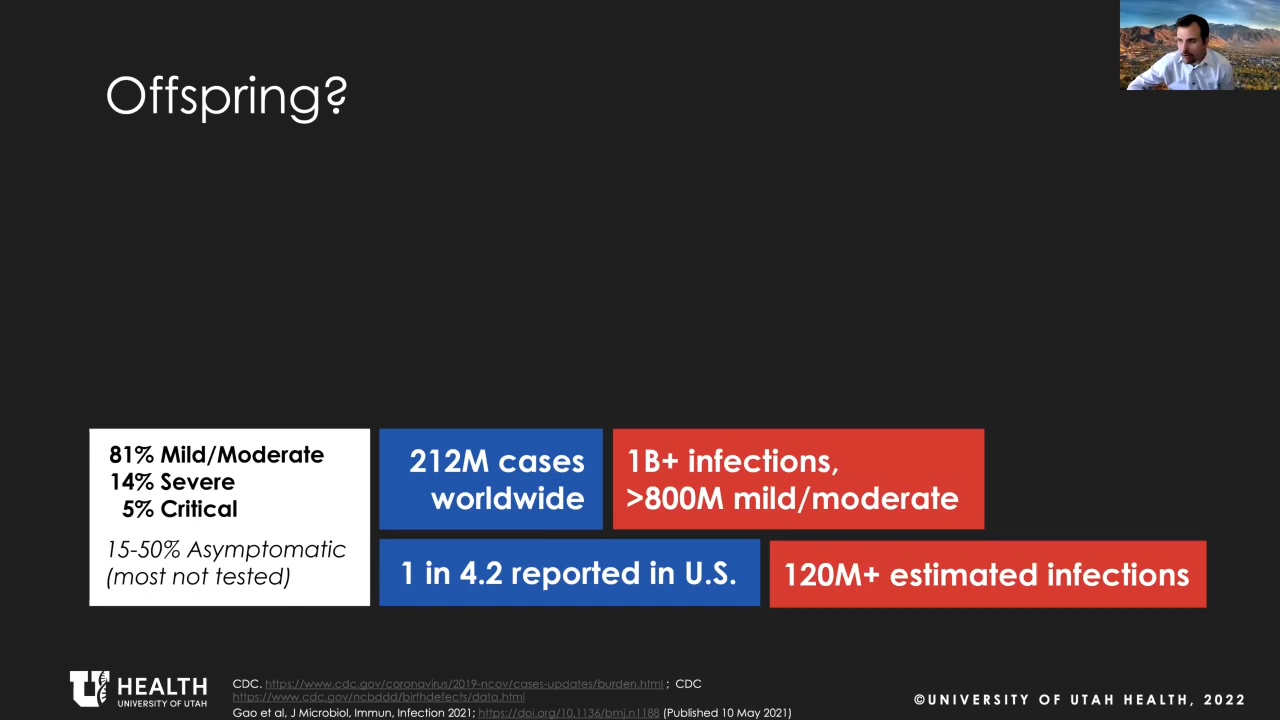 Offspring?
81% Mild/Moderate
14% Severe
5% Critical
15-50% Asymptomatic
(most not tested)
212M cases
worldwide
1B+ infections,
>800M mild/moderate
1 in 4.2 reported in U.S.
120M+ estimated infections
U HEALTH
UNIVERSITY OF UTAH
CDC. https://www.cdc.gov/coronavirus/2019-ncov/cases-updates/burden.html ; CDC
https://www.cdc.gov/ncbddd/birthdefects/data.html
Gao et al, J Microbiol, Immun, Infection 2021; https://doi.org/10.1136/bmj.n1188 (Published 10 May 2021)
©UNIVERSITY OF UTAH HEALTH, 2022